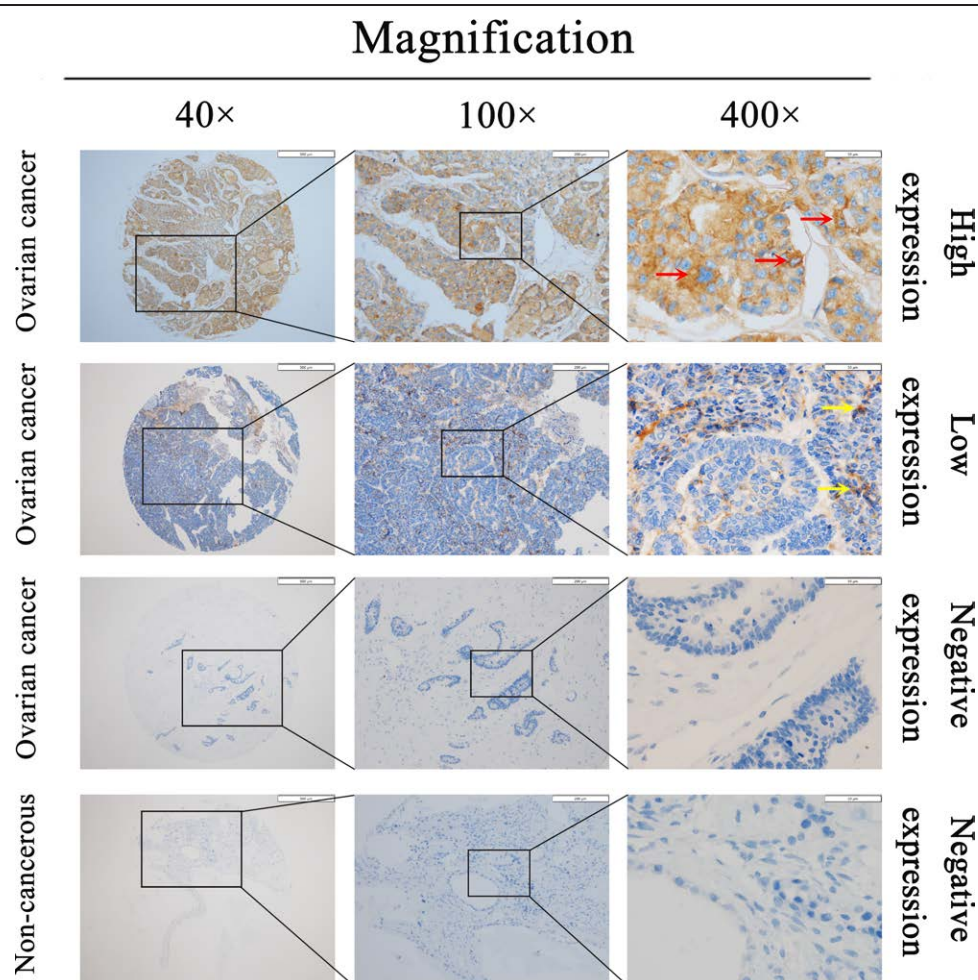 Magnification
40×
100×
400×
Ovarian cancer
High
expression
Ovarian cancer
Low
expression
Ovarian cancer
Negative
expression
Non-cancerous
Negative
expression